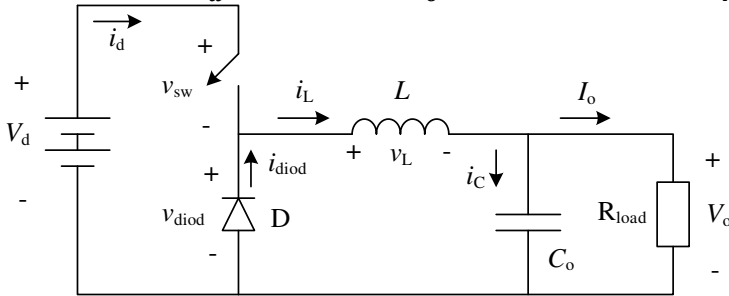 i_d
+
v_sw
-
+
V_d
-
i_L
L
I_o
+
v_L
-
i_diod
+
v_diod
D
-
i_C
C_o
R_load
+
V_o
-